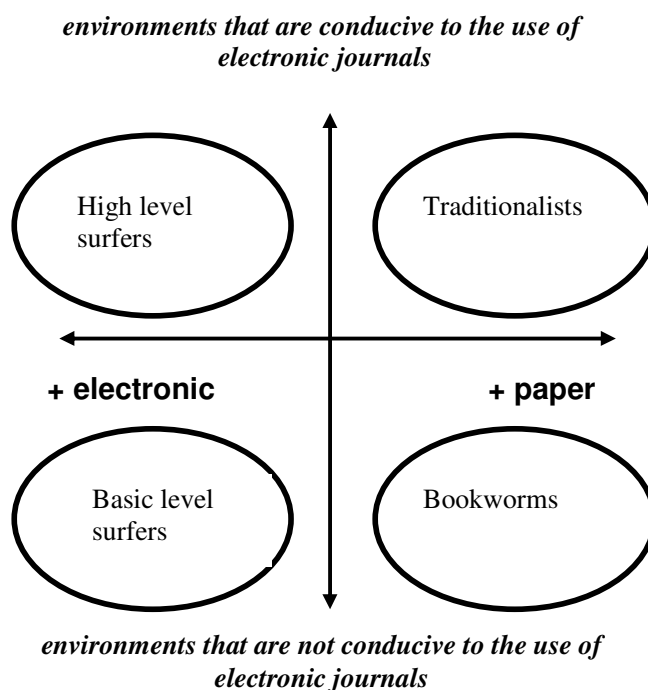 environments that are conducive to the use of
electronic journals
High level
surfers
Traditionalists
+ electronic
+ paper
Basic level
surfers
Bookworms
environments that are not conducive to the use of
electronic journals